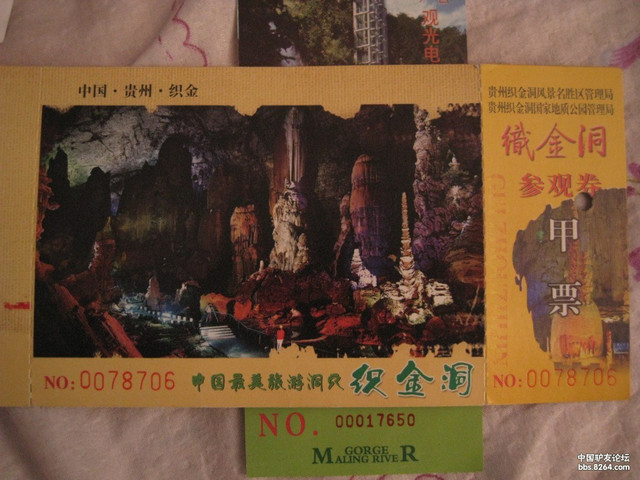 观光电
中国·贵州·织金
贵州织金洞风景名胜区管理局
贵州织金洞国家地质公园管理局
織金洞
参观券
甲票
NO:0078706
中国最美旅游洞穴
织金洞
NO:0078706
NO. 00017650
GORGE
MALING RIVER
中国驴友论坛
bbs.8264.com